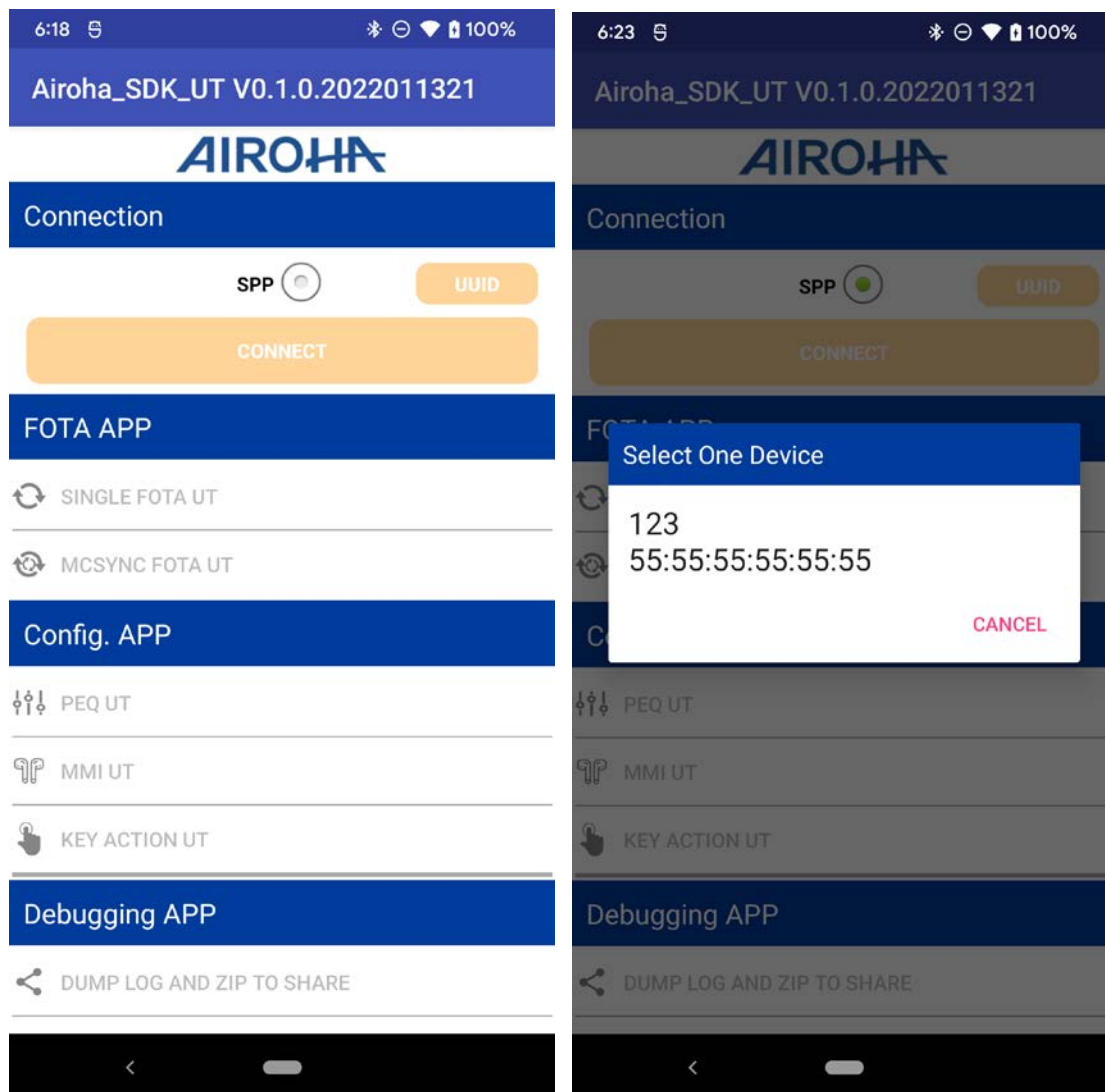 6:18 100%
Airoha_SDK_UT V0.1.0.2022011321
AIROHA
Connection
SPP UUID
CONNECT
FOTA APP
SINGLE FOTA UT
MCSYNC FOTA UT
Config. APP
PEQ UT
MMI UT
KEY ACTION UT
Debugging APP
DUMP LOG AND ZIP TO SHARE
6:23 100%
Airoha_SDK_UT V0.1.0.2022011321
AIROHA
Connection
SPP UUID
CONNECT
Select One Device
123
55:55:55:55:55:55
CANCEL
PEQ UT
MMI UT
KEY ACTION UT
Debugging APP
DUMP LOG AND ZIP TO SHARE